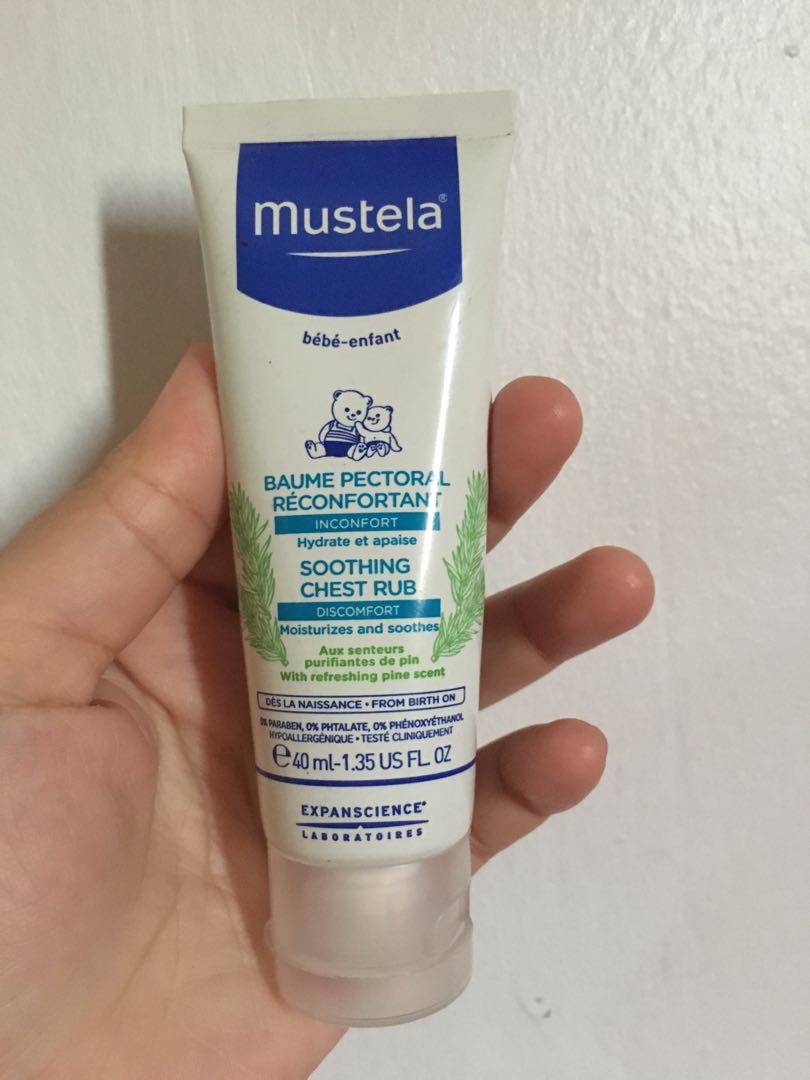 mustela®
bébé-enfant
BAUME PECTORAL
RÉCONFORTANT
INCONFORT
Hydrate et apaise
SOOTHING
CHEST RUB
DISCOMFORT
Moisturizes and soothes
Aux senteurs
purifiantes de pin
With refreshing pine scent
DÈS LA NAISSANCE • FROM BIRTH ON
0% PARABEN, 0% PHTALATE, 0% PHÉNOXYÉTHANOL
HYPOALLERGÉNIQUE • TESTÉ CLINIQUEMENT
℮ 40 ml-1.35 US FL. OZ
EXPANSCIENCE®
LABORATOIRES